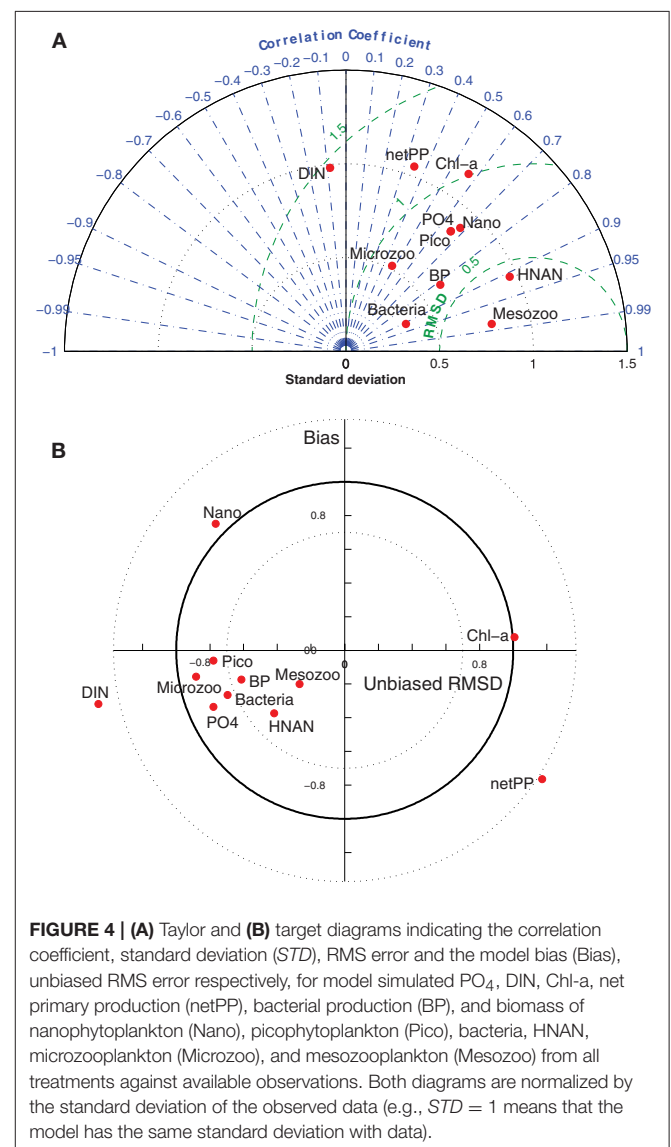 A
Correlation Coefficient
-0.1 0 0.1
-0.2 0.2
-0.3 0.3
-0.4 0.4
-0.5 0.5
-0.6 0.6
-0.7 0.7
-0.8 0.8
-0.9 0.9
-0.95 0.95
-0.99 0.99
-1 1
1.5
1
0.5
RMSD
DIN
netPP
Chl-a
PO4
Nano
Pico
Microzoo
BP
HNAN
Bacteria
Mesozoo
0 0.5 1 1.5
Standard deviation
B
Bias
Nano
0.8
Chl-a
-0.8 0 0 0.8
0
Pico
Microzoo
BP
Mesozoo
Unbiased RMSD
DIN
Bacteria
PO4
HNAN
-0.8
netPP
FIGURE 4 | (A) Taylor and (B) target diagrams indicating the correlation
coefficient, standard deviation (STD), RMS error and the model bias (Bias),
unbiased RMS error respectively, for model simulated PO₄, DIN, Chl-a, net
primary production (netPP), bacterial production (BP), and biomass of
nanophytoplankton (Nano), picophytoplankton (Pico), bacteria, HNAN,
microzooplankton (Microzoo), and mesozooplankton (Mesozoo) from all
treatments against available observations. Both diagrams are normalized by
the standard deviation of the observed data (e.g., STD = 1 means that the
model has the same standard deviation with data).